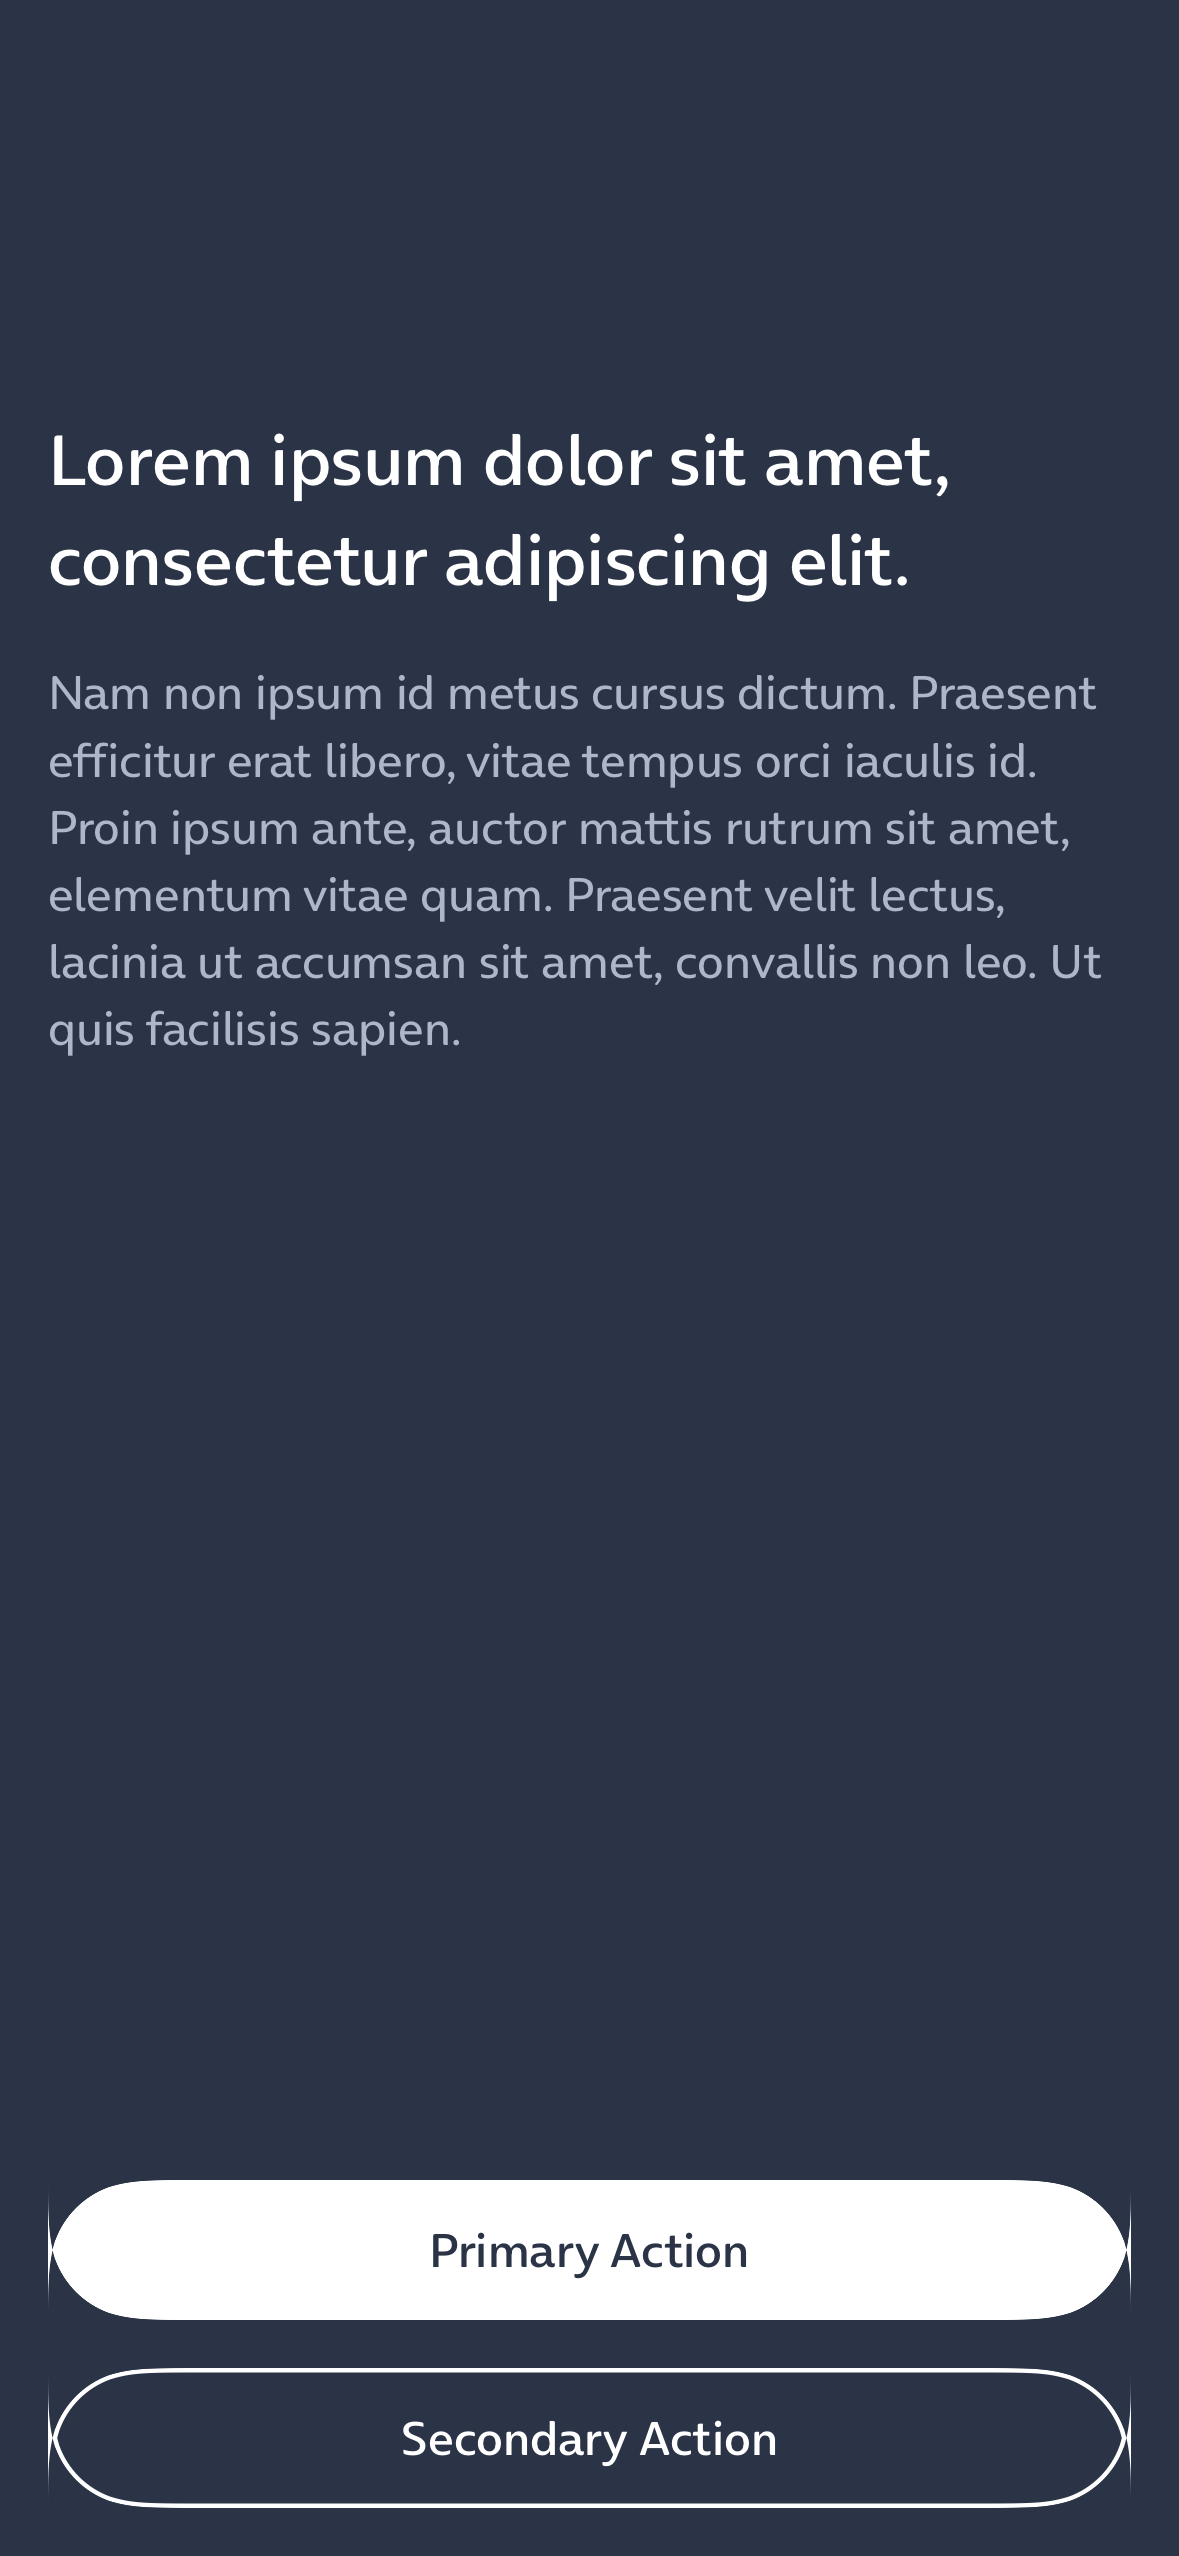 Lorem ipsum dolor sit amet,
consectetur adipiscing elit.
Nam non ipsum id metus cursus dictum. Praesent
efficitur erat libero, vitae tempus orci iaculis id.
Proin ipsum ante, auctor mattis rutrum sit amet,
elementum vitae quam. Praesent velit lectus,
lacinia ut accumsan sit amet, convallis non leo. Ut
quis facilisis sapien.
Primary Action
Secondary Action